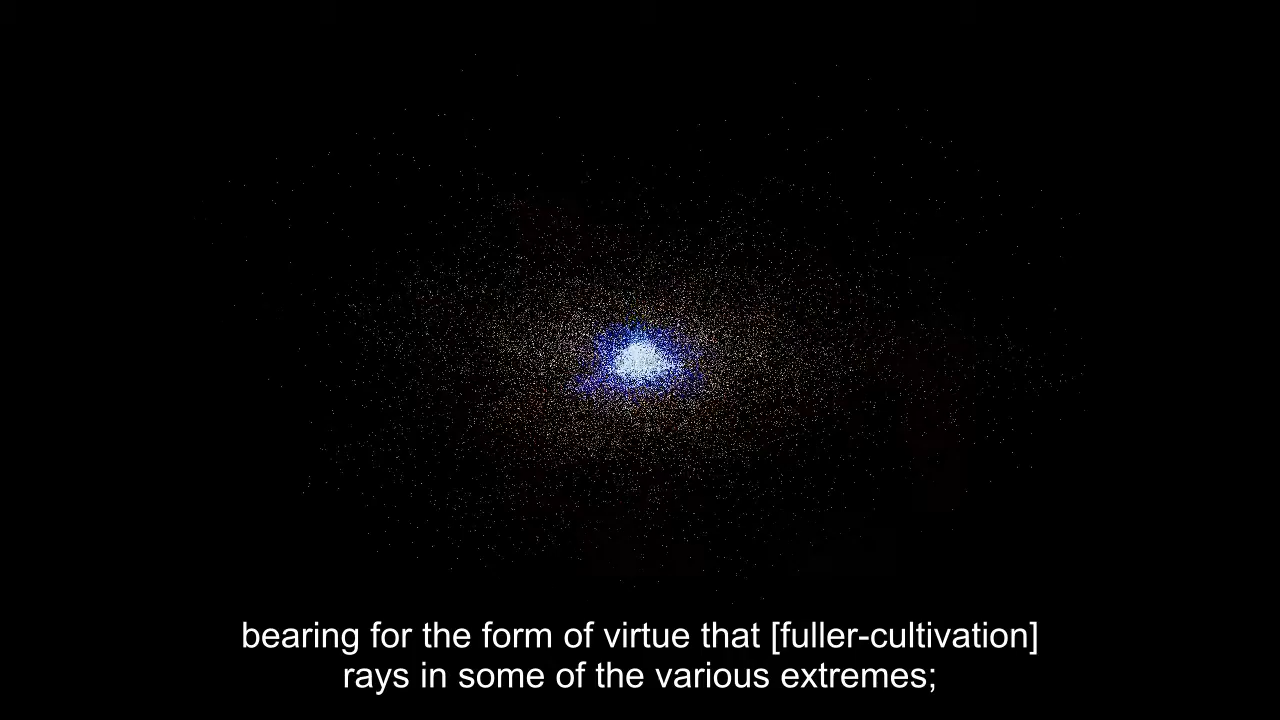 bearing for the form of virtue that [fuller-cultivation]
rays in some of the various extremes;